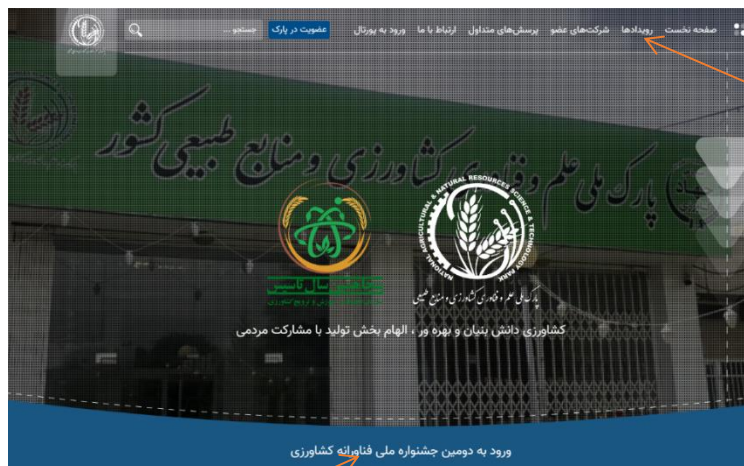 صفحه نخست رویدادها شرکت‌های عضو پرسش‌های متداول ارتباط با ما ورود به پورتال عضویت در پارک جستجو ...
پارک ملی علم و فناوری کشاورزی و منابع طبیعی کشور
NATIONAL AGRICULTURAL & NATURAL RESOURCES SCIENCE & TECHNOLOGY PARK
پارک ملی علم و فناوری کشاورزی و منابع طبیعی
پنجاهمین سال تاسیس
کشاورزی دانش بنیان و بهره ور ، الهام بخش تولید با مشارکت مردمی
ورود به دومین جشنواره ملی فناورانه کشاورزی